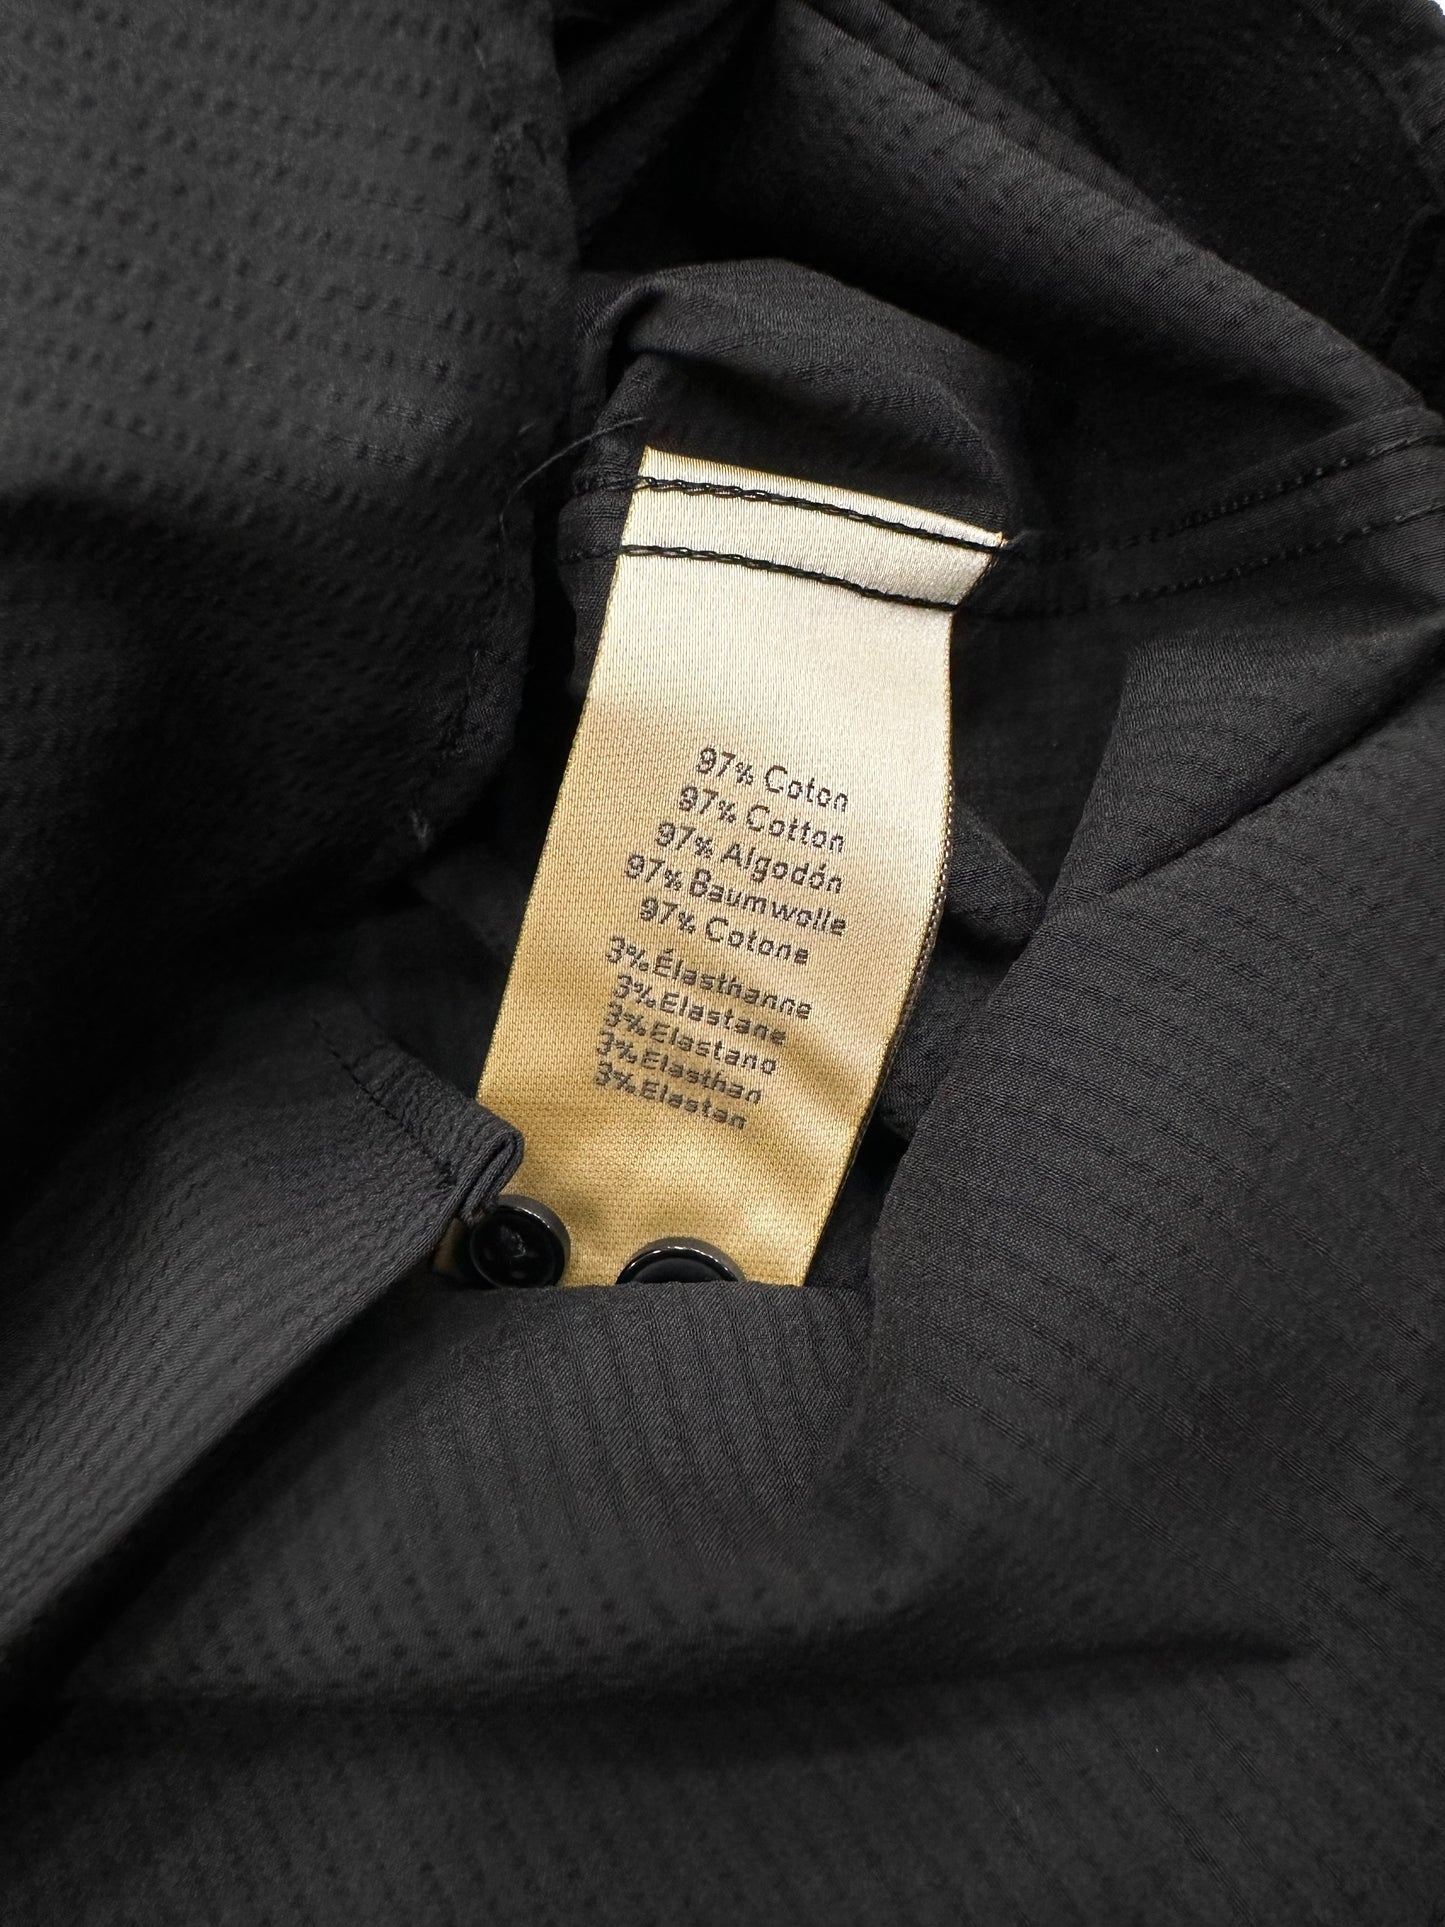 97% Coton
97% Cotton
97% Algodón
97% Baumwolle
97% Cotone
3% Élasthanne
3% Elastane
3% Elastano
3% Elasthan
3% Elastan